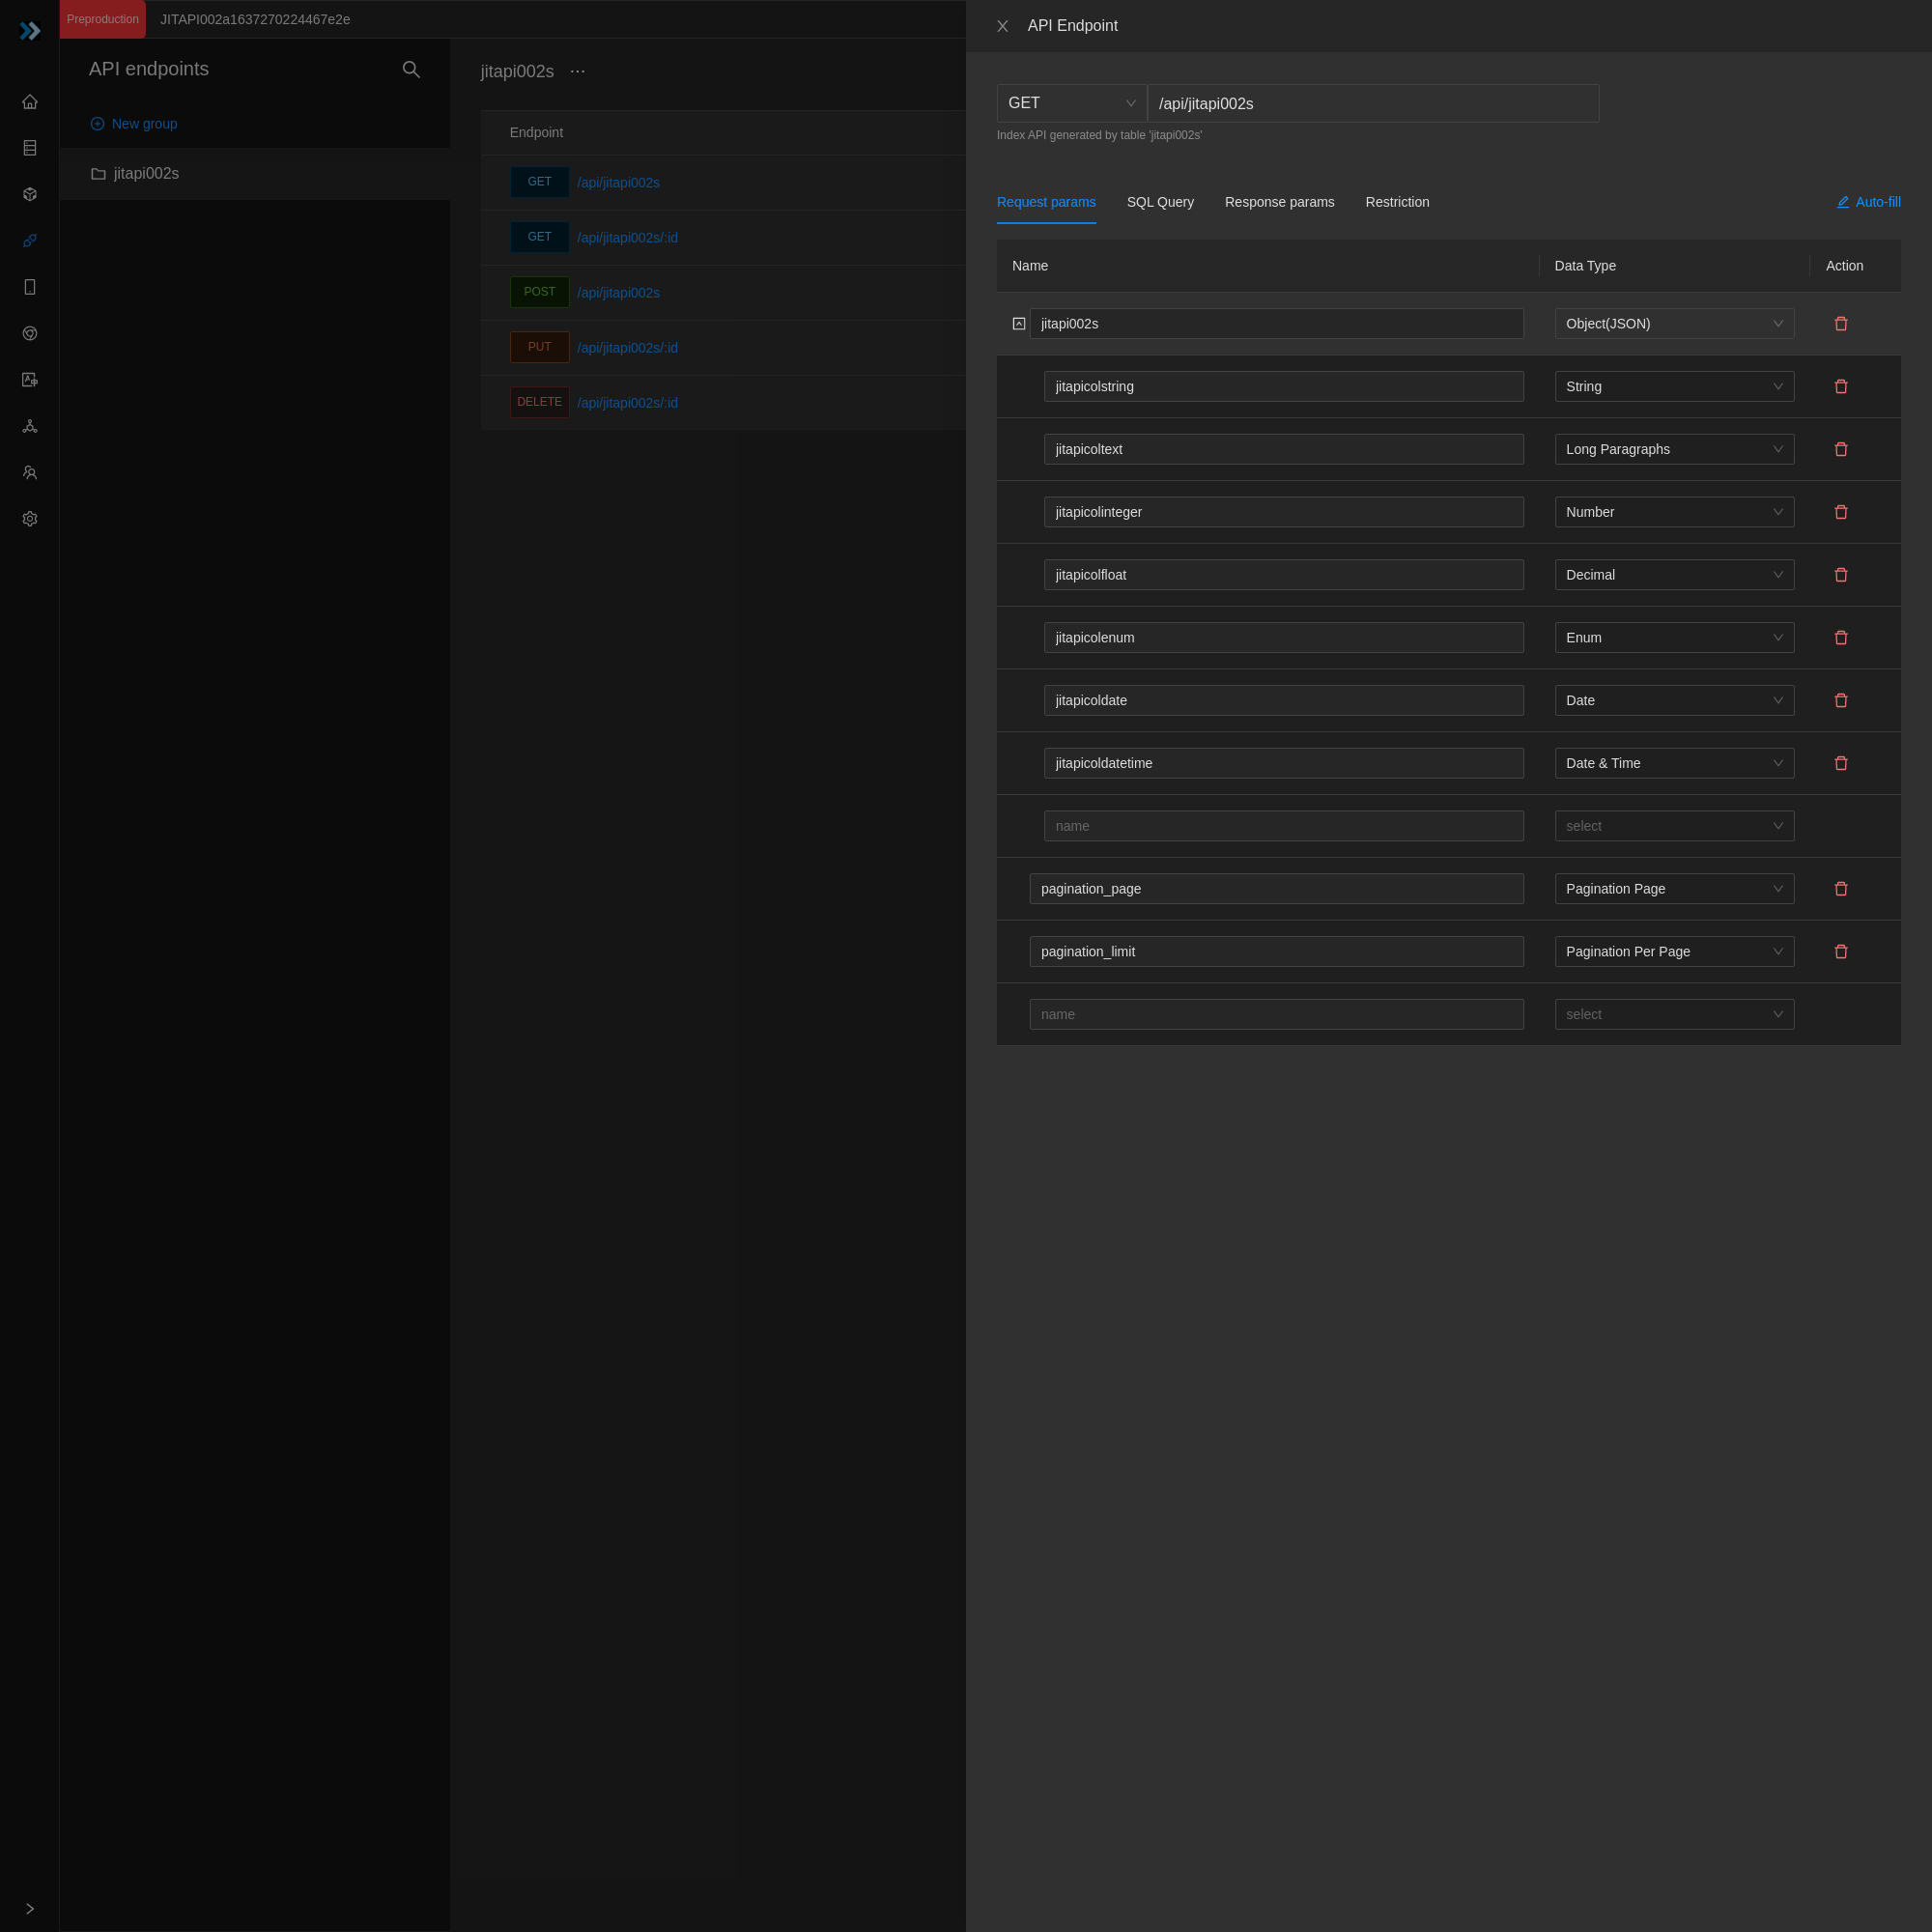 Preproduction JITAPI002a1637270224467e2e
API endpoints
New group
jitapi002s
jitapi002s ...
Endpoint
GET /api/jitapi002s
GET /api/jitapi002s/:id
POST /api/jitapi002s
PUT /api/jitapi002s/:id
DELETE /api/jitapi002s/:id
API Endpoint
GET /api/jitapi002s
Index API generated by table 'jitapi002s'
Request params SQL Query Response params Restriction Auto-fill
Name Data Type Action
jitapi002s Object(JSON)
jitapicolstring String
jitapicoltext Long Paragraphs
jitapicolinteger Number
jitapicolfloat Decimal
jitapicolenum Enum
jitapicoldate Date
jitapicoldatetime Date & Time
name select
pagination_page Pagination Page
pagination_limit Pagination Per Page
name select